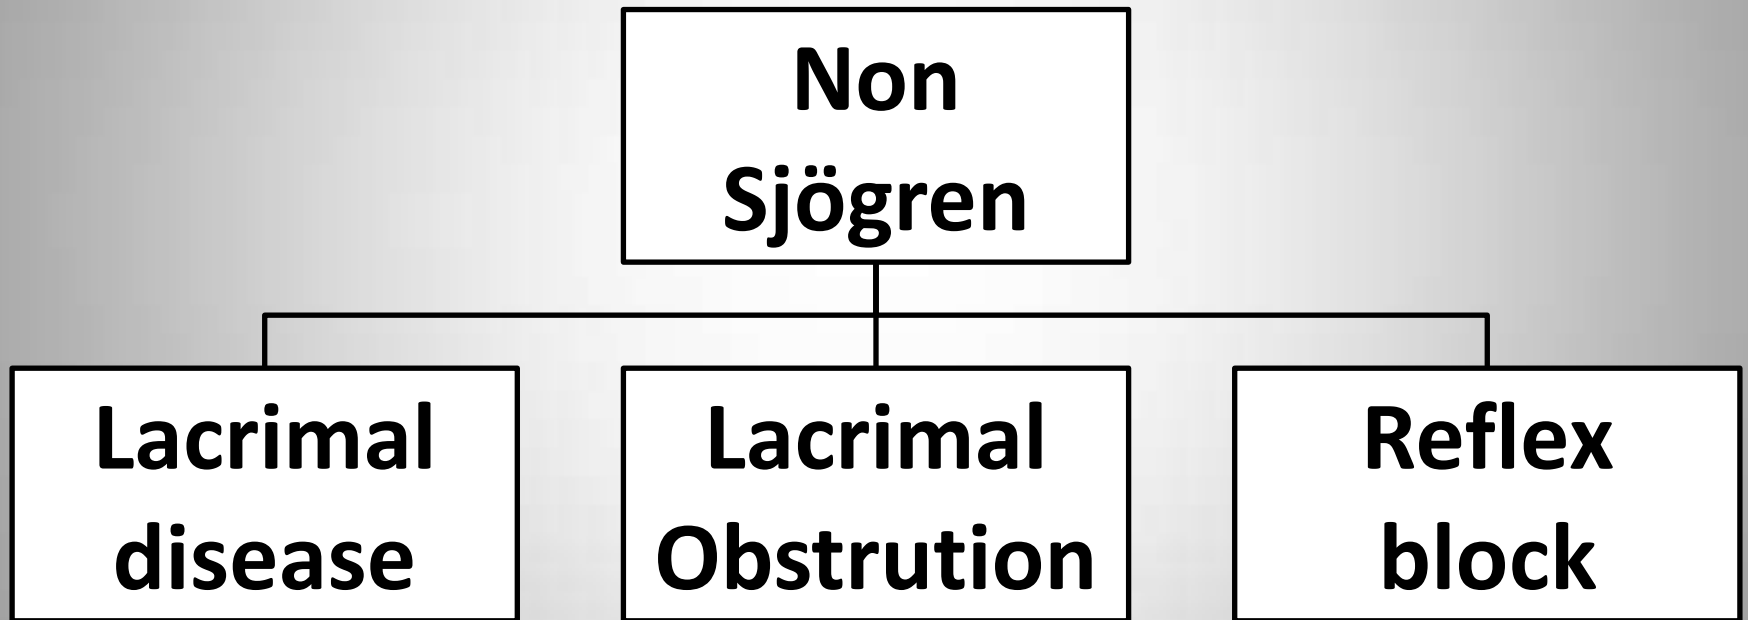 Non
Sjögren
Lacrimal
disease
Lacrimal
Obstrution
Reflex
block